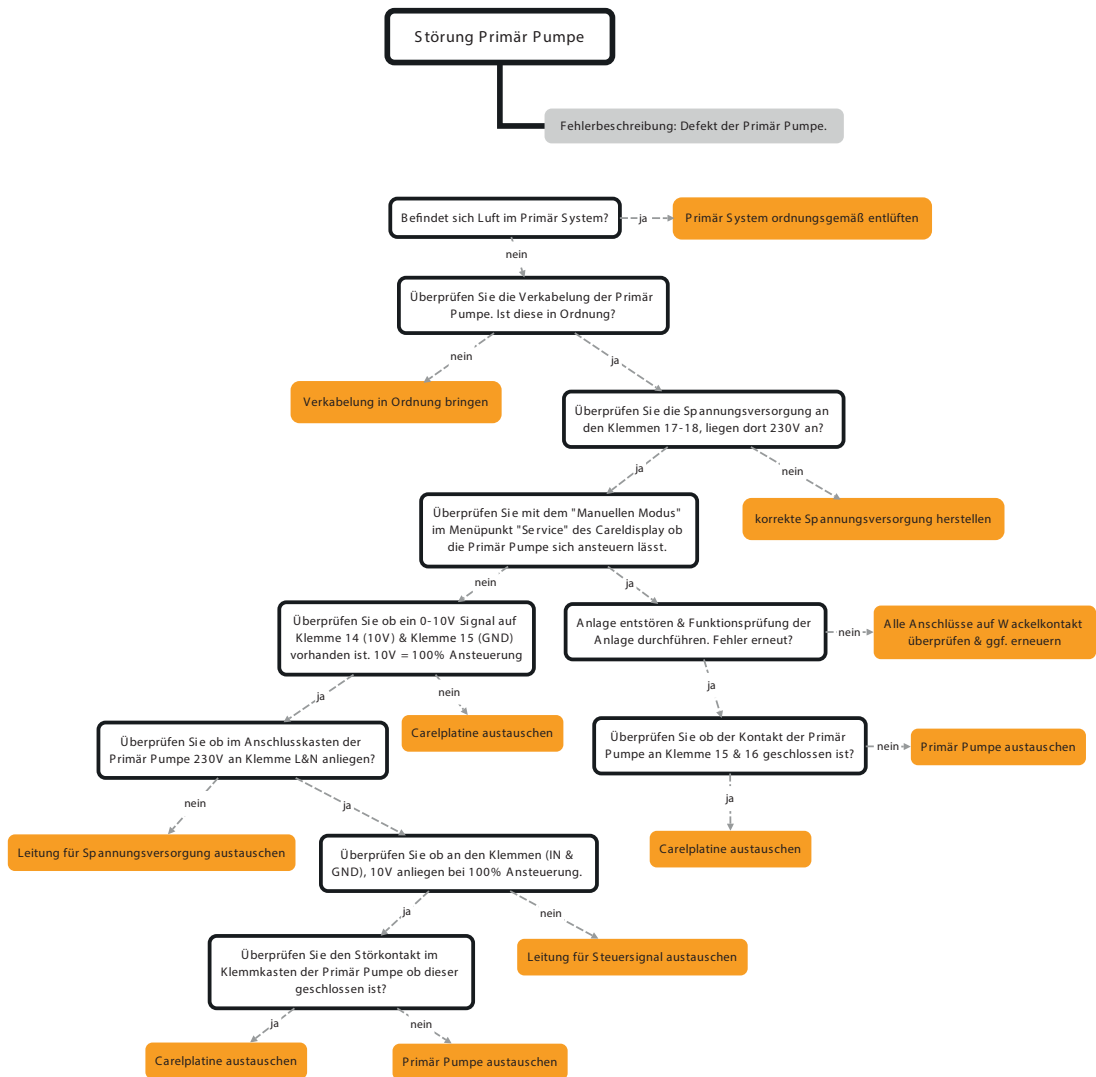 Störung Primär Pumpe
Fehlerbeschreibung: Defekt der Primär Pumpe.
Befindet sich Luft im Primär System?
ja
Primär System ordnungsgemäß entlüften
nein
Überprüfen Sie die Verkabelung der Primär
Pumpe. Ist diese in Ordnung?
nein
ja
Verkabelung in Ordnung bringen
Überprüfen Sie die Spannungsversorgung an
den Klemmen 17-18, liegen dort 230V an?
ja
nein
Überprüfen Sie mit dem "Manuellen Modus"
im Menüpunkt "Service" des Careldisplay ob
die Primär Pumpe sich ansteuern lässt.
korrekte Spannungsversorgung herstellen
nein
ja
Überprüfen Sie ob ein 0-10V Signal auf
Klemme 14 (10V) & Klemme 15 (GND)
vorhanden ist. 10V = 100% Ansteuerung
Anlage entstören & Funktionsprüfung der
Anlage durchführen. Fehler erneut?
nein
Alle Anschlüsse auf Wackelkontakt
überprüfen & ggf. erneuern
ja
nein
ja
Carelplatine austauschen
Überprüfen Sie ob im Anschlusskasten der
Primär Pumpe 230V an Klemme L&N anliegen?
Überprüfen Sie ob der Kontakt der Primär
Pumpe an Klemme 15 & 16 geschlossen ist?
nein
Primär Pumpe austauschen
nein
ja
ja
Leitung für Spannungsversorgung austauschen
Überprüfen Sie ob an den Klemmen (IN &
GND), 10V anliegen bei 100% Ansteuerung.
Carelplatine austauschen
ja
nein
Überprüfen Sie den Störkontakt im
Klemmkasten der Primär Pumpe ob dieser
geschlossen ist?
Leitung für Steuersignal austauschen
ja
nein
Carelplatine austauschen
Primär Pumpe austauschen